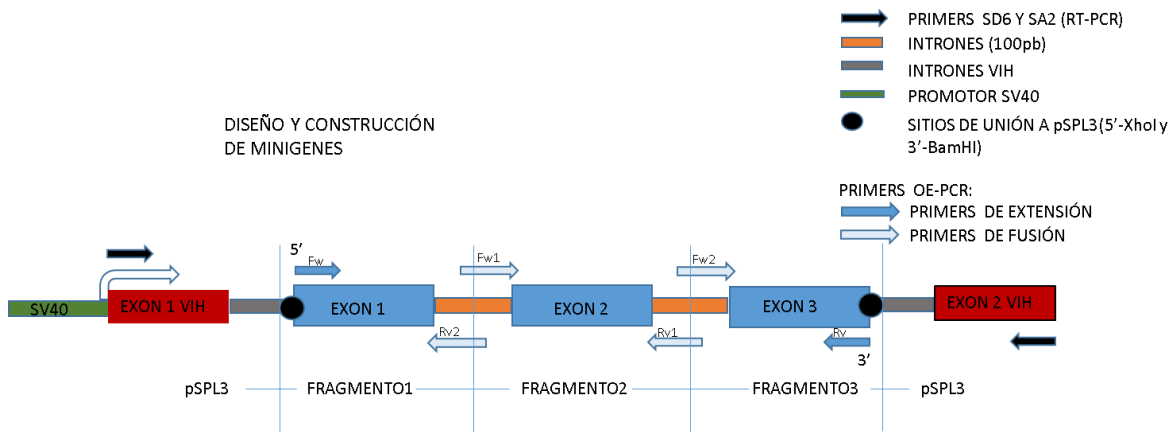 PRIMERS SD6 Y SA2 (RT-PCR)
INTRONES (100pb)
INTRONES VIH
PROMOTOR SV40
SITIOS DE UNIÓN A pSPL3(5'-XhoI y
3'-BamHI)
DISEÑO Y CONSTRUCCIÓN
DE MINIGENES
PRIMERS OE-PCR:
PRIMERS DE EXTENSIÓN
PRIMERS DE FUSIÓN
5'
Fw
Fw1
Fw2
SV40
EXON 1 VIH
EXON 1
EXON 2
EXON 3
EXON 2 VIH
Rv2
Rv1
Rv
3'
pSPL3
FRAGMENTO1
FRAGMENTO2
FRAGMENTO3
pSPL3